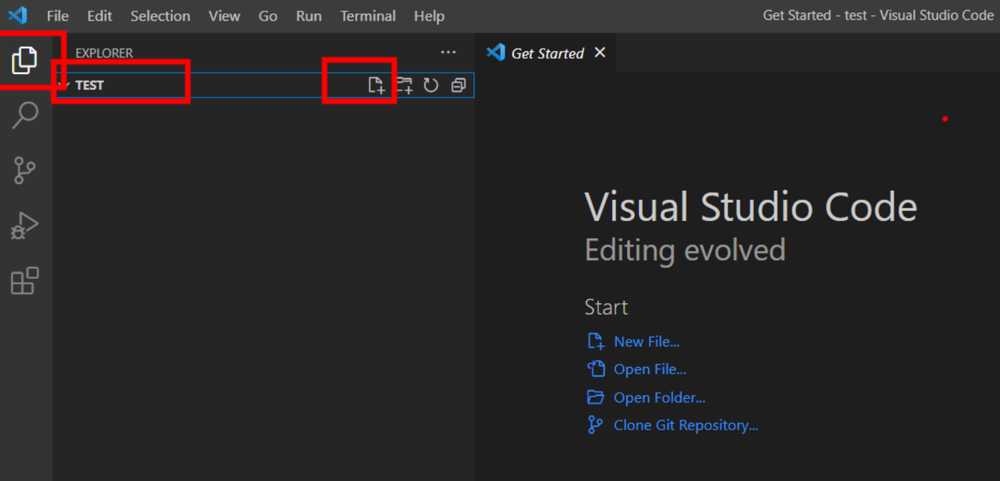 File Edit Selection View Go Run Terminal Help Get Started - test - Visual Studio Code
EXPLORER
Get Started
TEST
Visual Studio Code
Editing evolved
Start
New File...
Open File...
Open Folder...
Clone Git Repository...